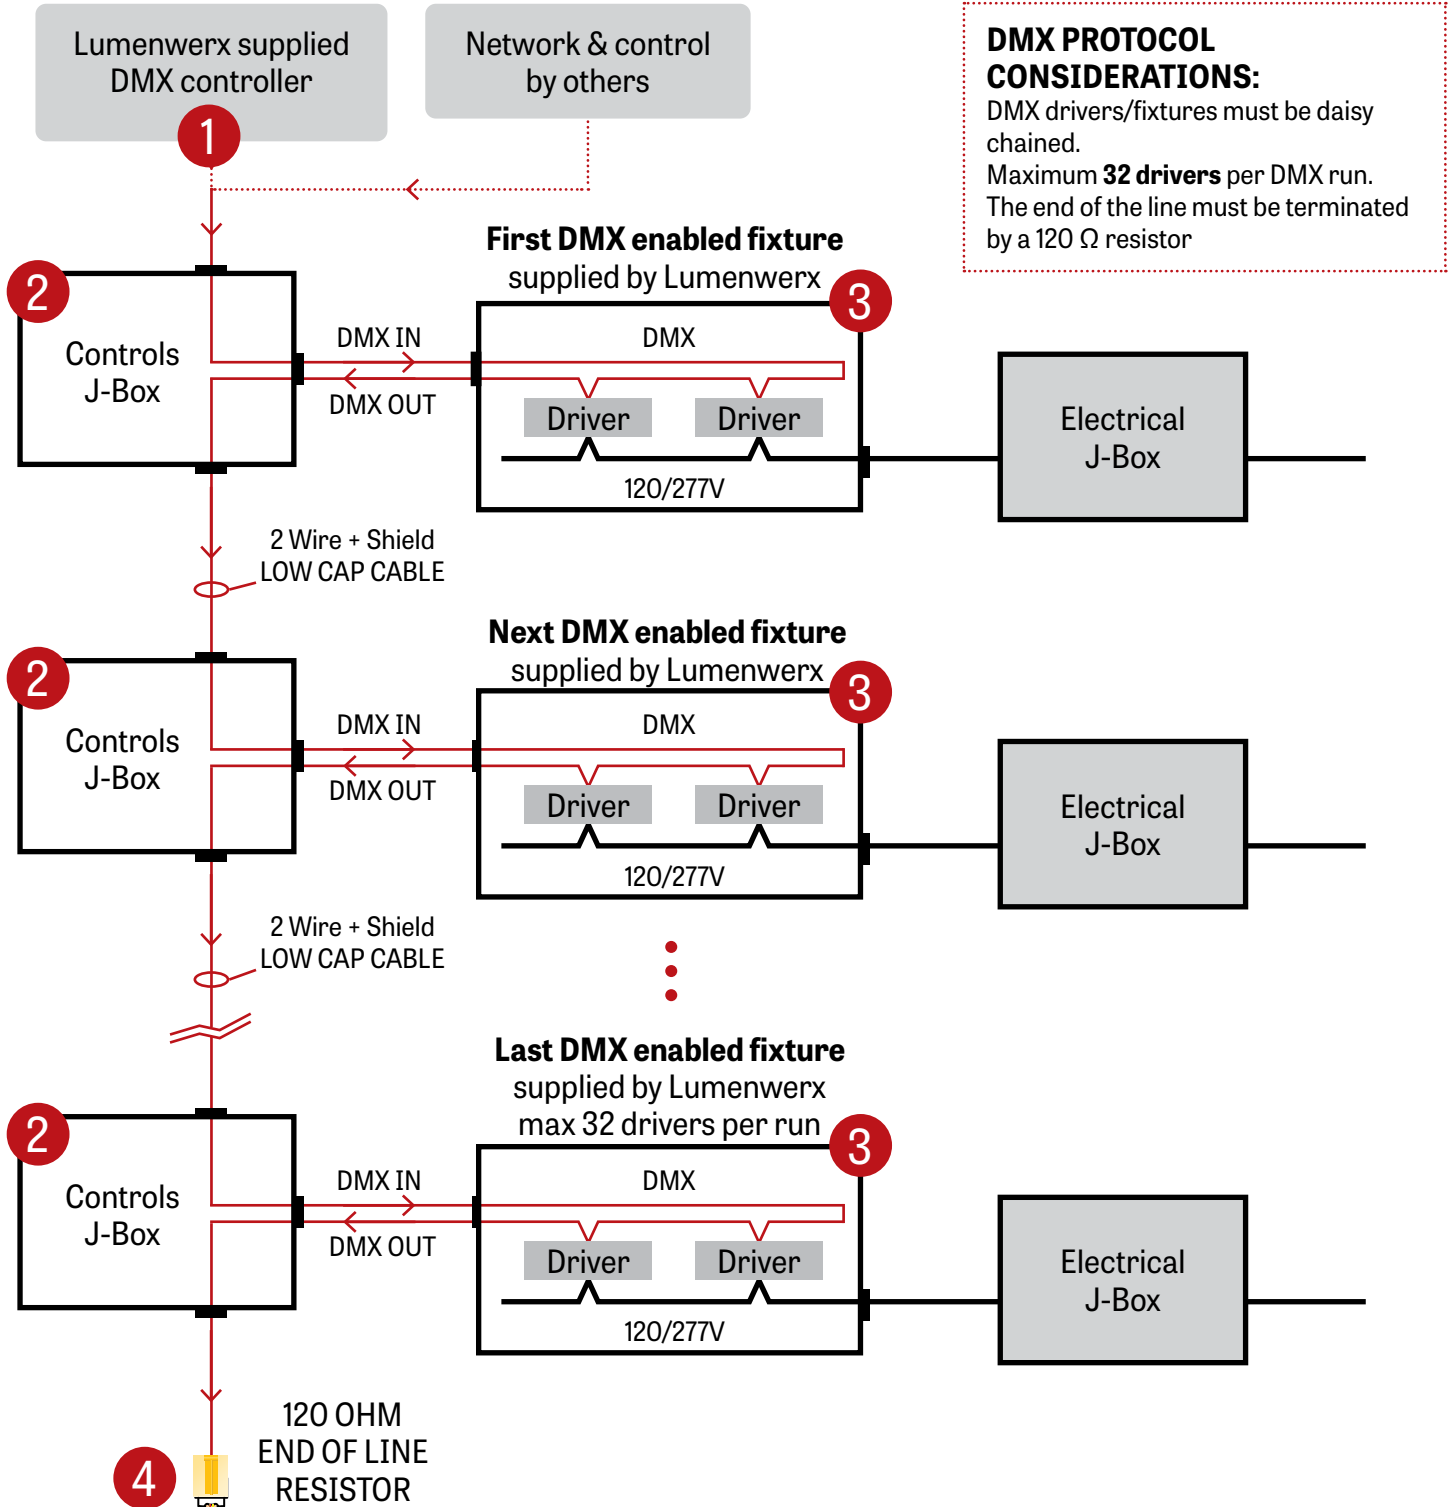 Lumenwerx supplied
DMX controller
1
Network & control
by others
DMX PROTOCOL
CONSIDERATIONS:
DMX drivers/fixtures must be daisy
chained.
Maximum 32 drivers per DMX run.
The end of the line must be terminated
by a 120 Ω resistor
First DMX enabled fixture
supplied by Lumenwerx
2
Controls
J-Box
DMX IN
DMX OUT
3
DMX
Driver
Driver
120/277V
Electrical
J-Box
2 Wire + Shield
LOW CAP CABLE
Next DMX enabled fixture
supplied by Lumenwerx
2
Controls
J-Box
DMX IN
DMX OUT
3
DMX
Driver
Driver
120/277V
Electrical
J-Box
2 Wire + Shield
LOW CAP CABLE
Last DMX enabled fixture
supplied by Lumenwerx
max 32 drivers per run
2
Controls
J-Box
DMX IN
DMX OUT
3
DMX
Driver
Driver
120/277V
Electrical
J-Box
4
120 OHM
END OF LINE
RESISTOR